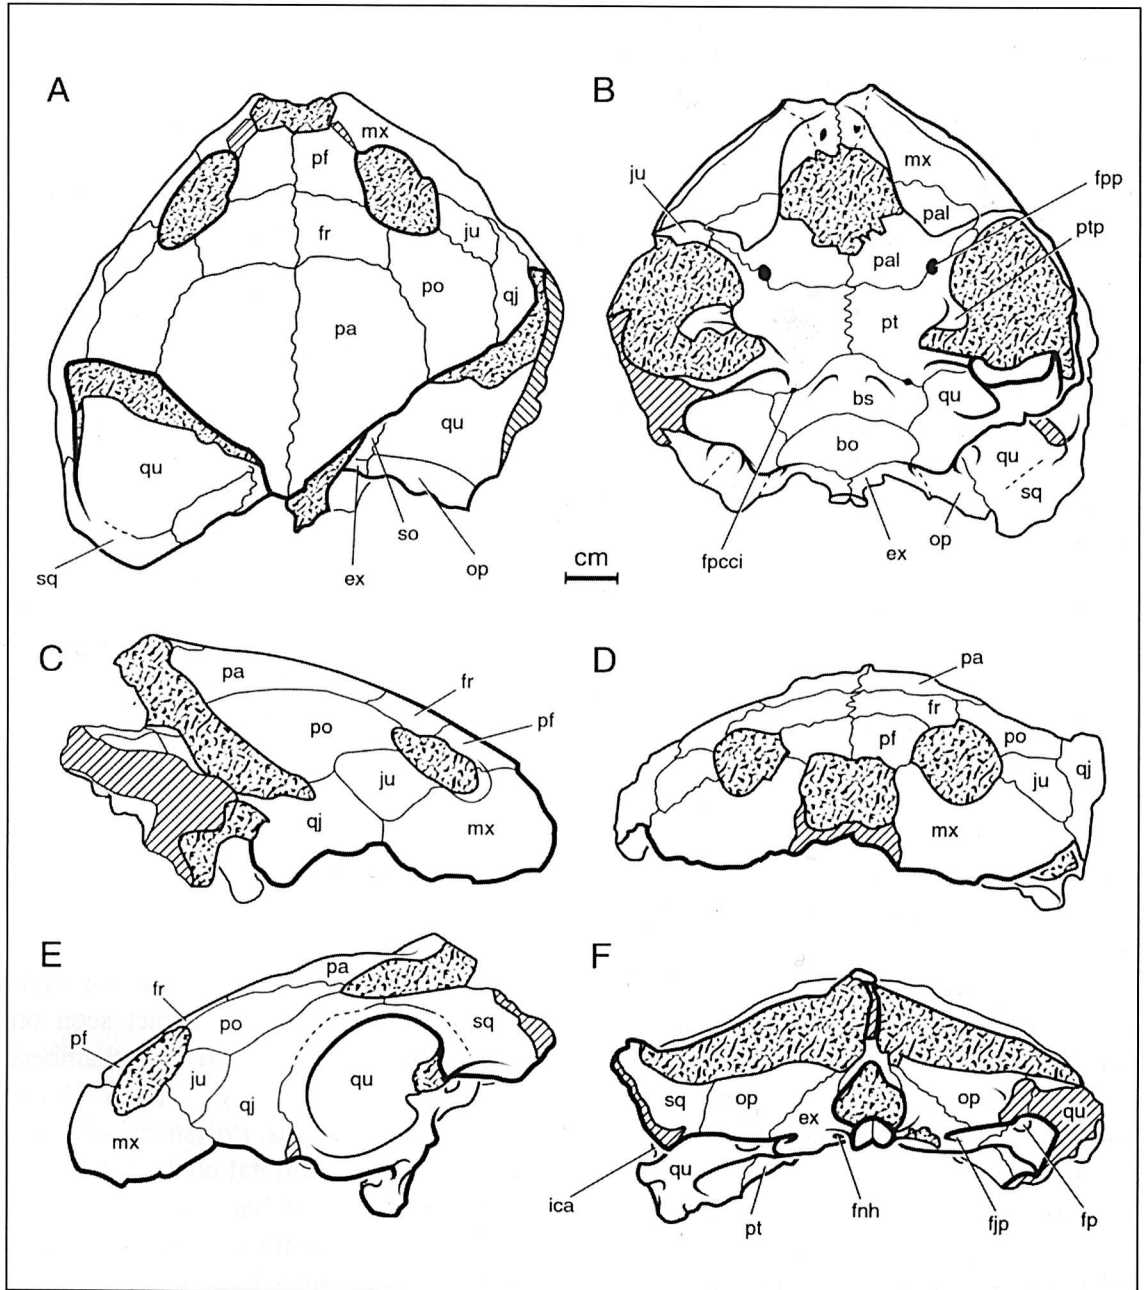 A
mx
pf
ju
fr
po
qj
pa
qu
qu
so
op
ex
sq
B
mx
fpp
ju
pal
ptp
pal
pt
bs
qu
bo
qu
sq
fpcci
ex
op
cm
C
pa
fr
po
pf
ju
qj
mx
D
pa
fr
pf
po
ju
qj
mx
E
pa
fr
po
pf
sq
ju
qu
qj
mx
F
sq
op
ex
op
qu
ica
qu
pt
fnh
fjp
fp